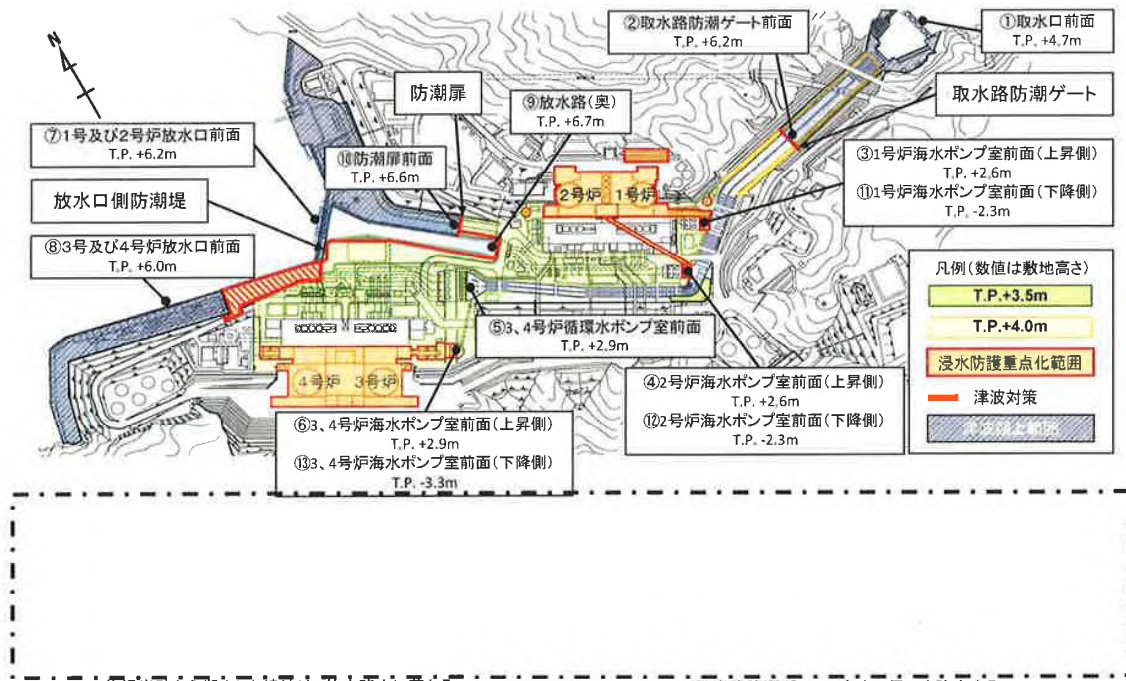 ②取水路防潮ゲート前面
T.P. +6.2m
①取水口前面
T.P. +4.7m
N
防潮扉
⑨放水路(奥)
T.P. +6.7m
取水路防潮ゲート
⑦1号及び2号炉放水口前面
T.P. +6.2m
⑩防潮扉前面
T.P. +6.6m
③1号炉海水ポンプ室前面(上昇側)
T.P. +2.6m
⑪1号炉海水ポンプ室前面(下降側)
T.P. -2.3m
2号炉 1号炉
放水口側防潮堤
⑧3号及び4号炉放水口前面
T.P. +6.0m
凡例(数値は敷地高さ)
T.P.+3.5m
T.P.+4.0m
浸水防護重点化範囲
津波対策
⑤3、4号炉循環水ポンプ室前面
T.P. +2.9m
4号炉 3号炉
④2号炉海水ポンプ室前面(上昇側)
T.P. +2.6m
⑫2号炉海水ポンプ室前面(下降側)
T.P. -2.3m
⑥3、4号炉海水ポンプ室前面(上昇側)
T.P. +2.9m
⑬3、4号炉海水ポンプ室前面(下降側)
T.P. -3.3m